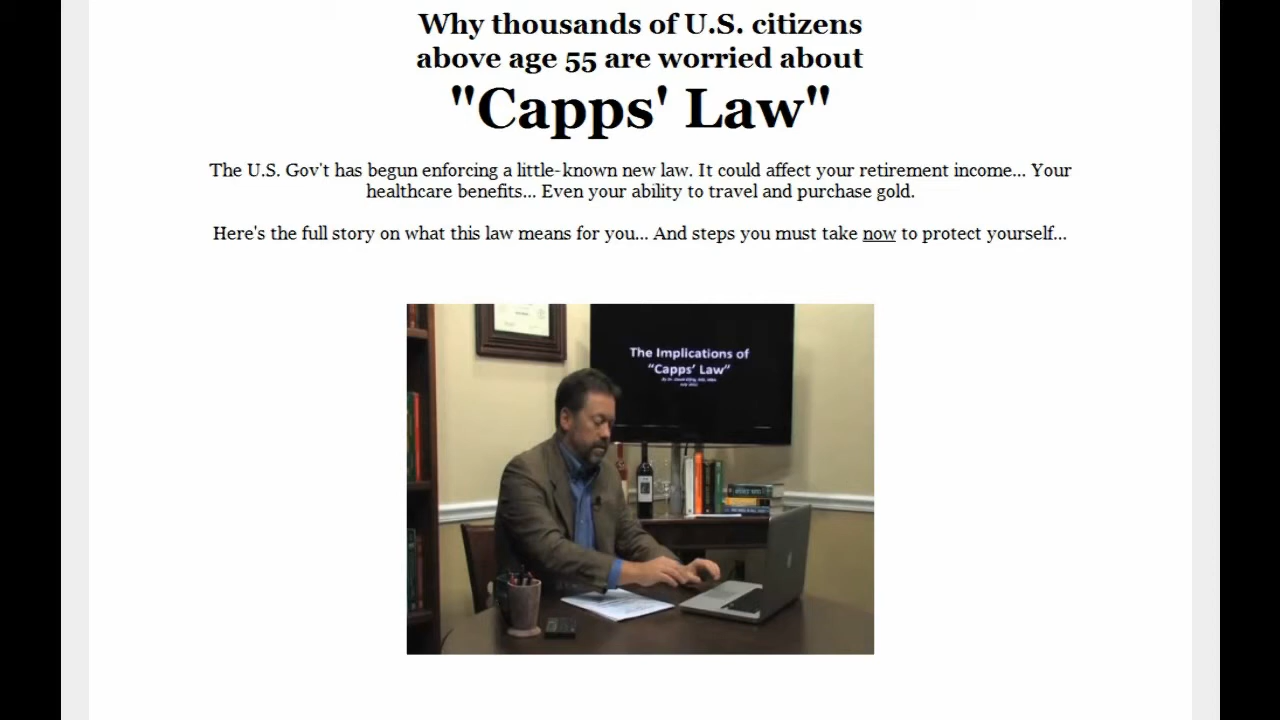 Why thousands of U.S. citizens
above age 55 are worried about
"Capps' Law"
The U.S. Gov't has begun enforcing a little-known new law. It could affect your retirement income... Your
healthcare benefits... Even your ability to travel and purchase gold.
Here's the full story on what this law means for you... And steps you must take now to protect yourself...
The Implications of
“Capps’ Law”